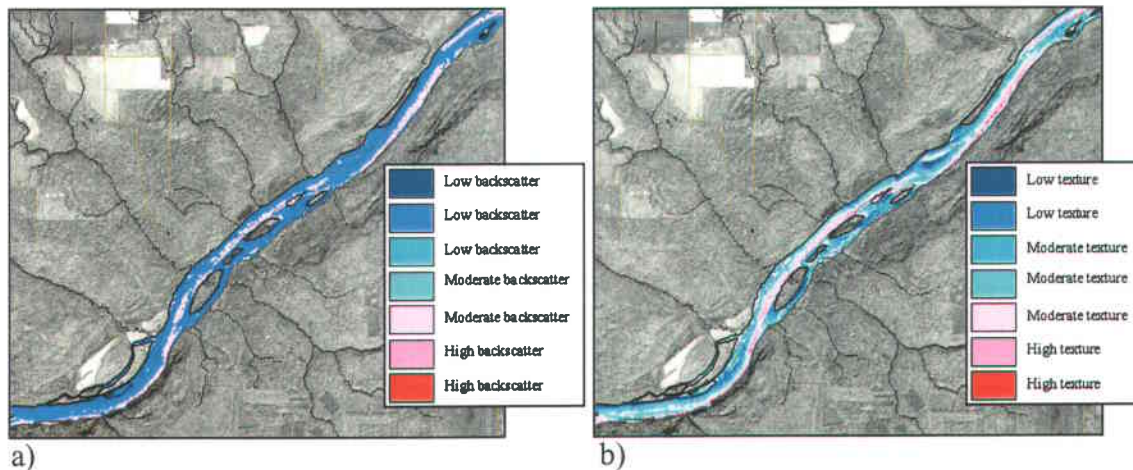 Low backscatter
Low backscatter
Low backscatter
Moderate backscatter
Moderate backscatter
High backscatter
High backscatter
a)
Low texture
Low texture
Moderate texture
Moderate texture
Moderate texture
High texture
High texture
b)